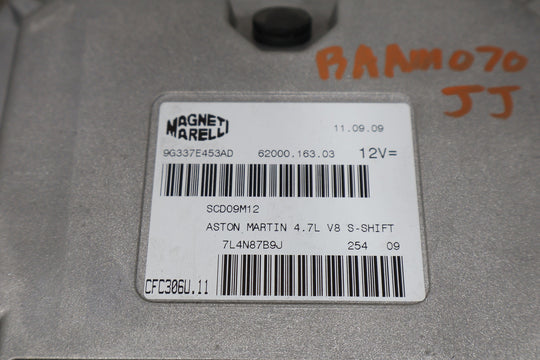 BAAM070
JJ
MAGNETI
MARELLI
11.09.09
9G337E453AD 62000.163.03 12V=
SCD09M12
ASTON MARTIN 4.7L V8 S-SHIFT
7L4N87B9J 254 09
CFC306U.11